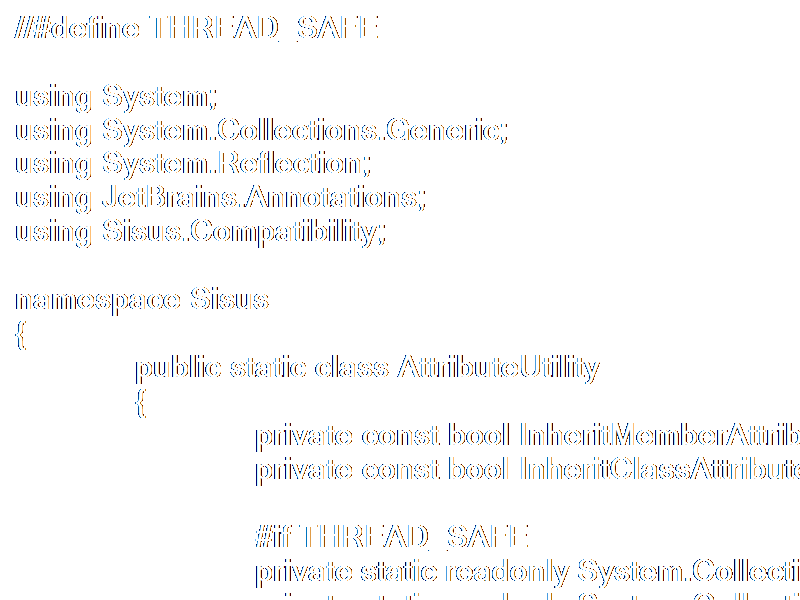 //#define THREAD_SAFE
using System;
using System.Collections.Generic;
using System.Reflection;
using JetBrains.Annotations;
using Sisus.Compatibility;
namespace Sisus
{
public static class AttributeUtility
{
private const bool InheritMemberAttrib
private const bool InheritClassAttribute
#if THREAD_SAFE
private static readonly System.Collecti